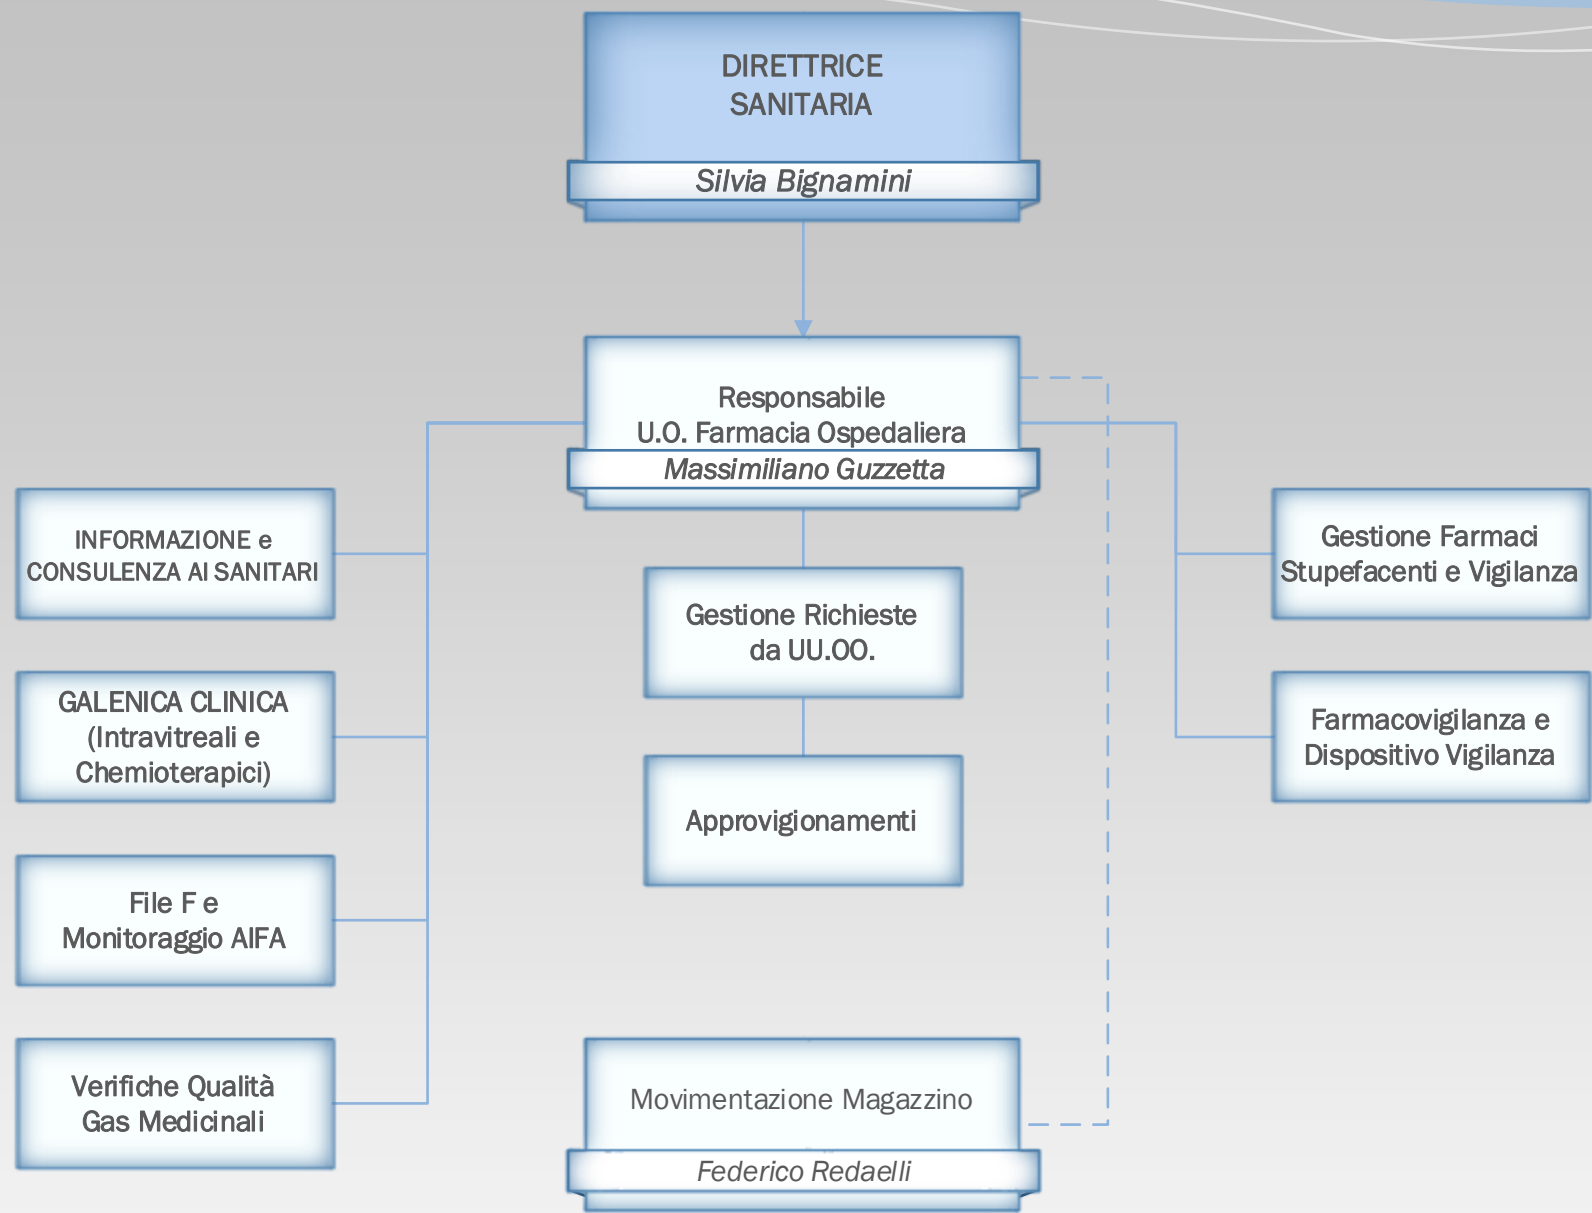 DIRETTRICE
SANITARIA
Silvia Bignamini
Responsabile
U.O. Farmacia Ospedaliera
Massimiliano Guzzetta
INFORMAZIONE e
CONSULENZA AI SANITARI
GALENICA CLINICA
(Intravitreali e
Chemioterapici)
File F e
Monitoraggio AIFA
Verifiche Qualità
Gas Medicinali
Gestione Richieste
da UU.OO.
Approvigionamenti
Gestione Farmaci
Stupefacenti e Vigilanza
Farmacovigilanza e
Dispositivo Vigilanza
Movimentazione Magazzino
Federico Redaelli